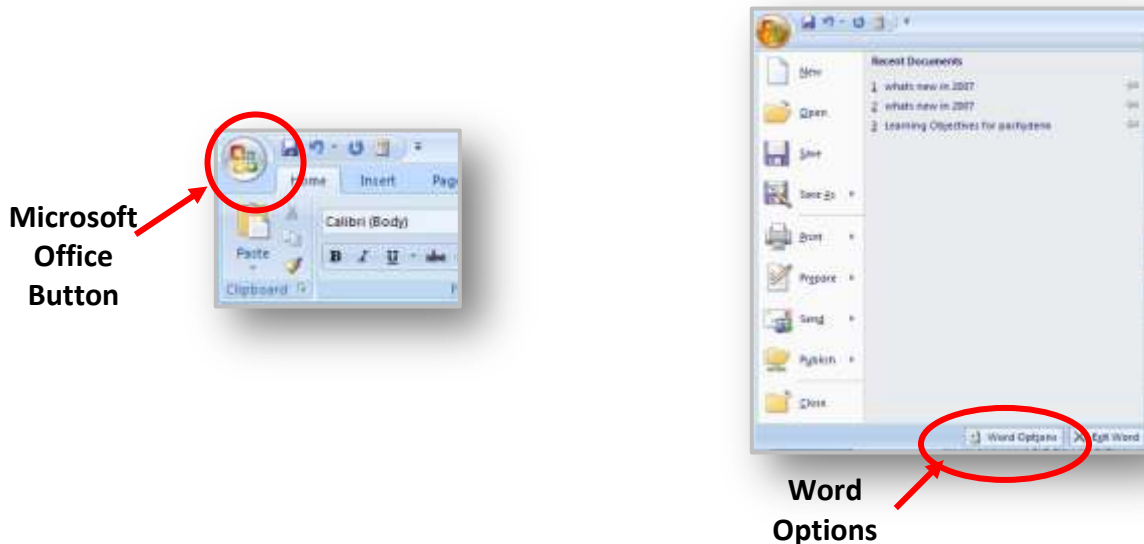 Microsoft
Office
Button
Home Insert Page
Calibri (Body)
Paste
B I U abc
Clipboard
Recent Documents
New
1 whats new in 2007
2 whats new in 2007
Open
3 Learning Objectives for
Save
Save As
Print
Prepare
Send
Publish
Close
Word Options Exit Word
Word
Options